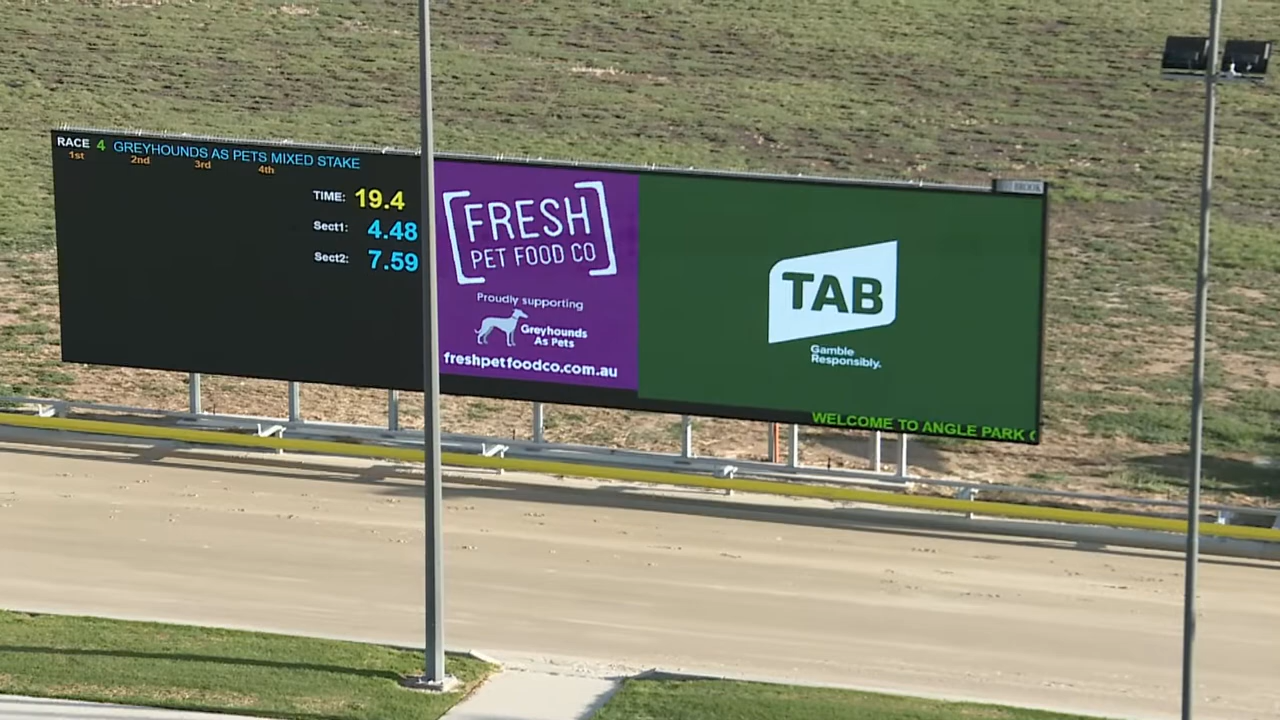 RACE 4 GREYHOUNDS AS PETS MIXED STAKE
1st 2nd 3rd 4th
TIME: 19.4
Sect1: 4.48
Sect2: 7.59
FRESH
PET FOOD CO
Proudly supporting
Greyhounds
As Pets
freshpetfoodco.com.au
TAB
Gamble
Responsibly.
WELCOME TO ANGLE PARK